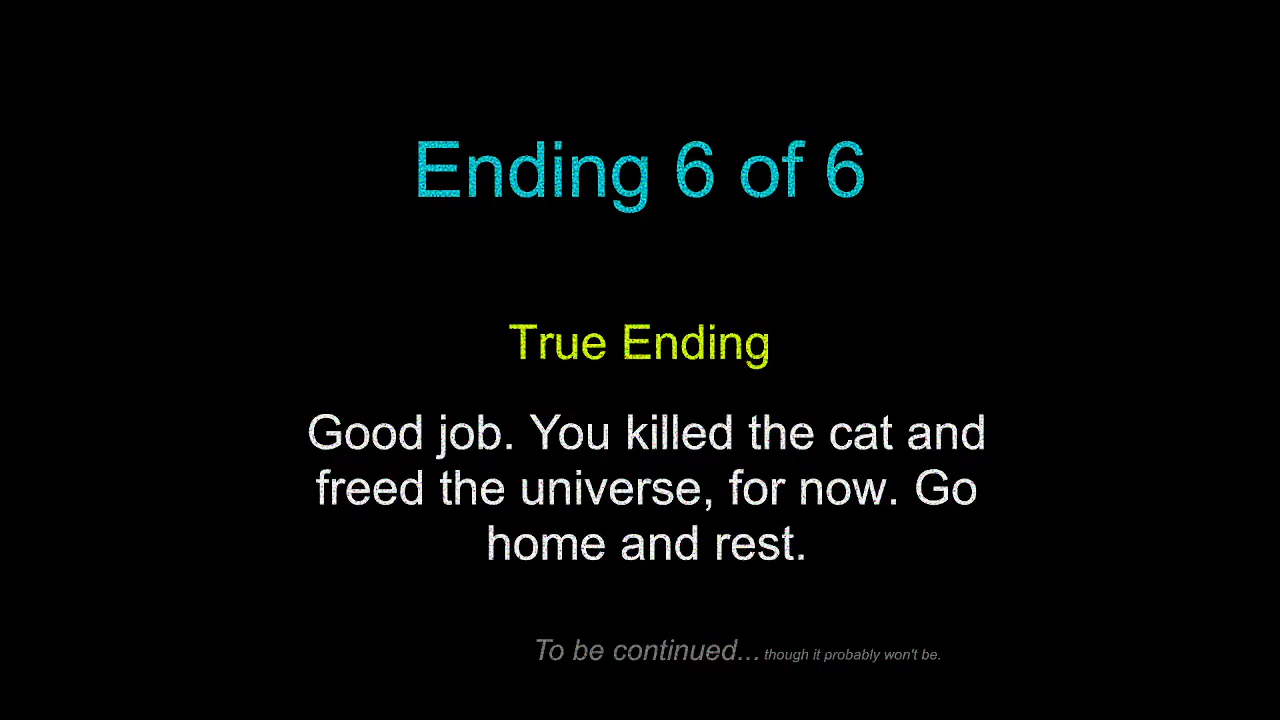 Ending 6 of 6
True Ending
Good job. You killed the cat and
freed the universe, for now. Go
home and rest.
To be continued... though it probably won't be.